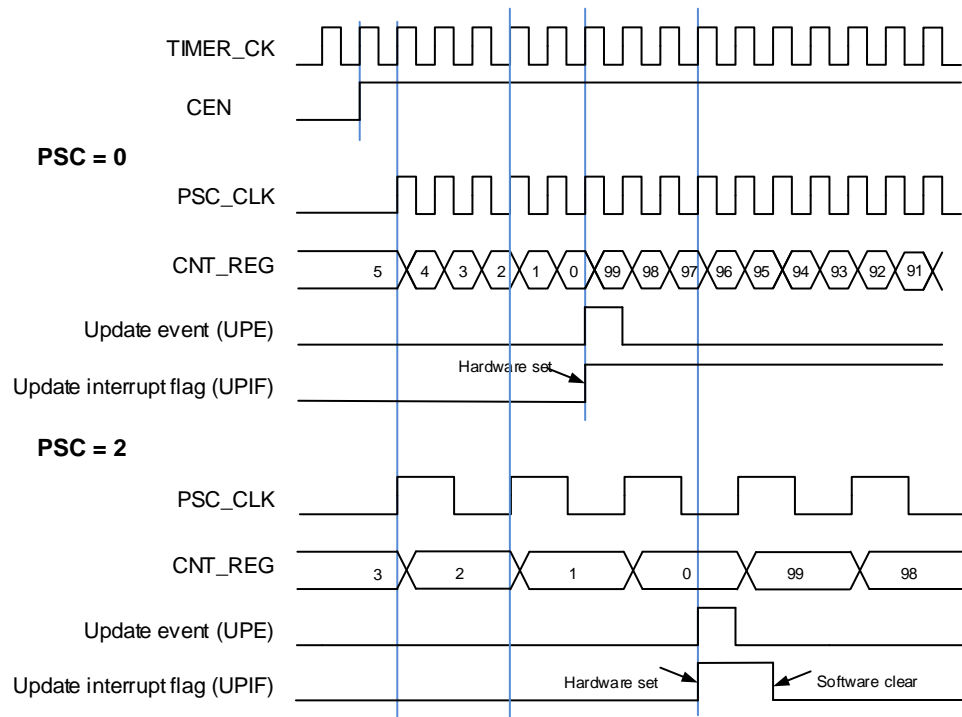 TIMER_CK
CEN
PSC = 0
PSC_CLK
CNT_REG 5 4 3 2 1 0 99 98 97 96 95 94 93 92 91
Update event (UPE)
Hardware set
Update interrupt flag (UPIF)
PSC = 2
PSC_CLK
CNT_REG 3 2 1 0 99 98
Update event (UPE)
Update interrupt flag (UPIF) Hardware set Software clear